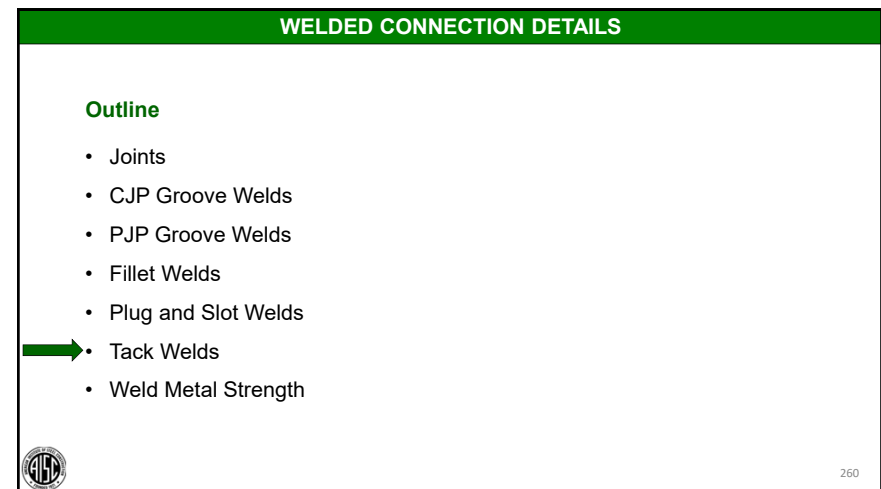 WELDED CONNECTION DETAILS
Outline
• Joints
• CJP Groove Welds
• PJP Groove Welds
• Fillet Welds
• Plug and Slot Welds
• Tack Welds
• Weld Metal Strength
AISC
260